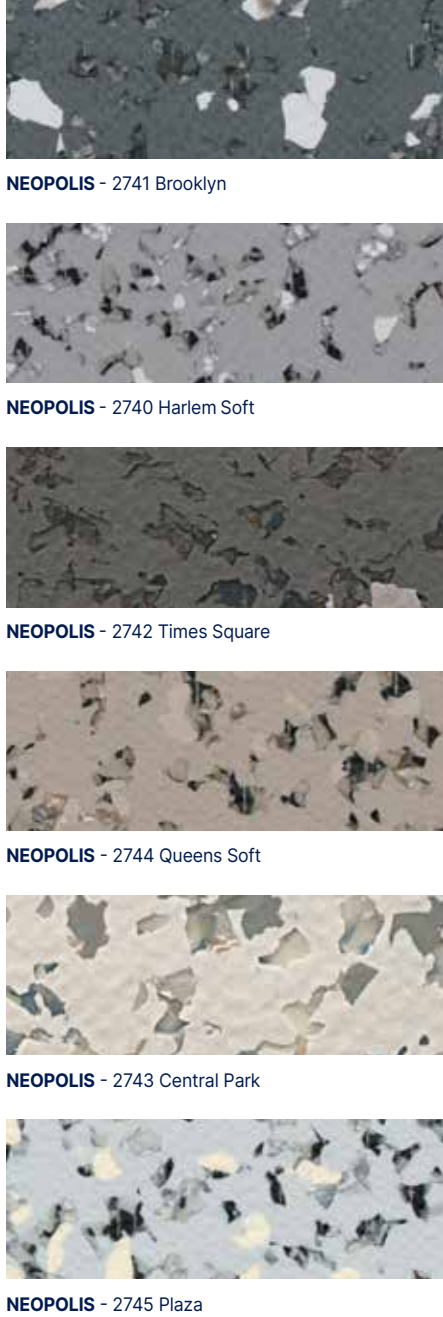 NEOPOLIS - 2741 Brooklyn
NEOPOLIS - 2740 Harlem Soft
NEOPOLIS - 2742 Times Square
NEOPOLIS - 2744 Queens Soft
NEOPOLIS - 2743 Central Park
NEOPOLIS - 2745 Plaza